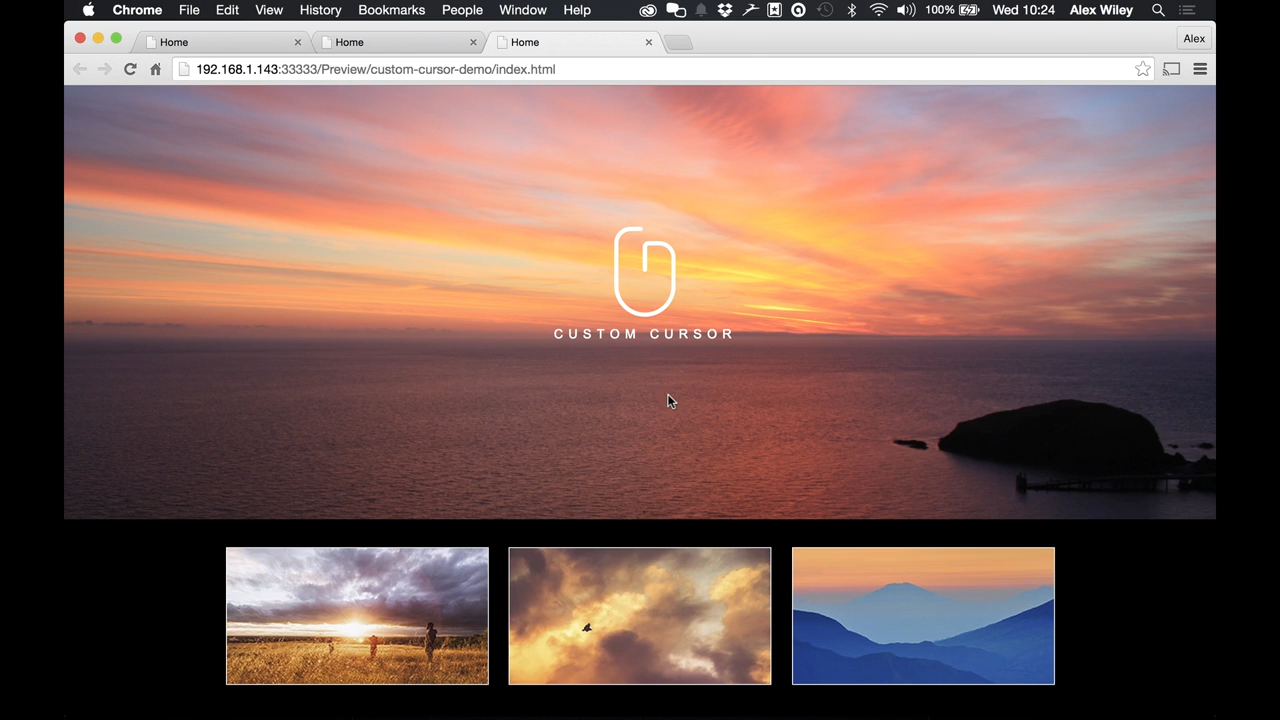 Chrome File Edit View History Bookmarks People Window Help 100% Wed 10:24 Alex Wiley
Home Home Home Alex
192.168.1.143:33333/Preview/custom-cursor-demo/index.html
CUSTOM CURSOR